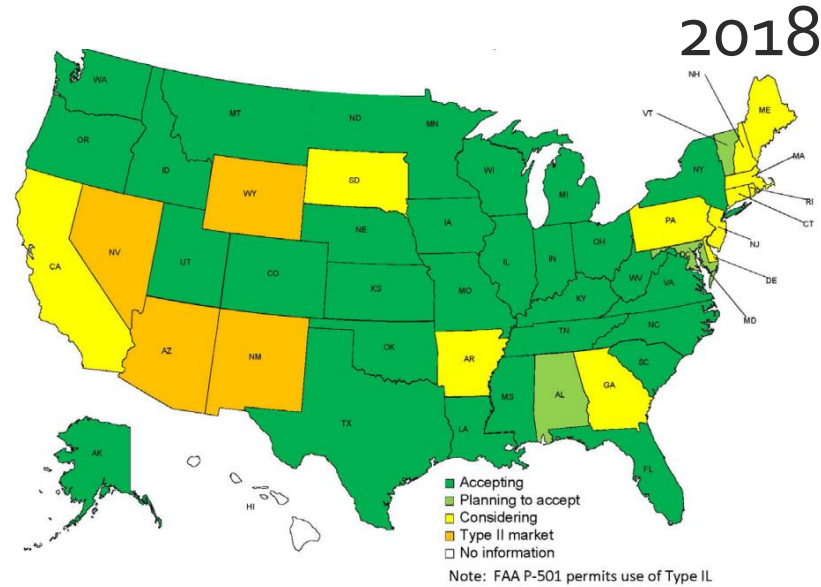 2018
NH
WA
ME
VT
MT
ND
MN
OR
MA
ID
WI
NY
SD
MI
WY
RI
CT
PA
IA
NE
NJ
OH
NV
IL
IN
CA
UT
DE
CO
WV
VA
KS
MO
KY
MD
NC
TN
OK
AZ
NM
AR
SC
MS
AL
GA
TX
LA
AK
FL
HI
Accepting
Planning to accept
Considering
Type II market
No information
Note: FAA P-501 permits use of Type IL